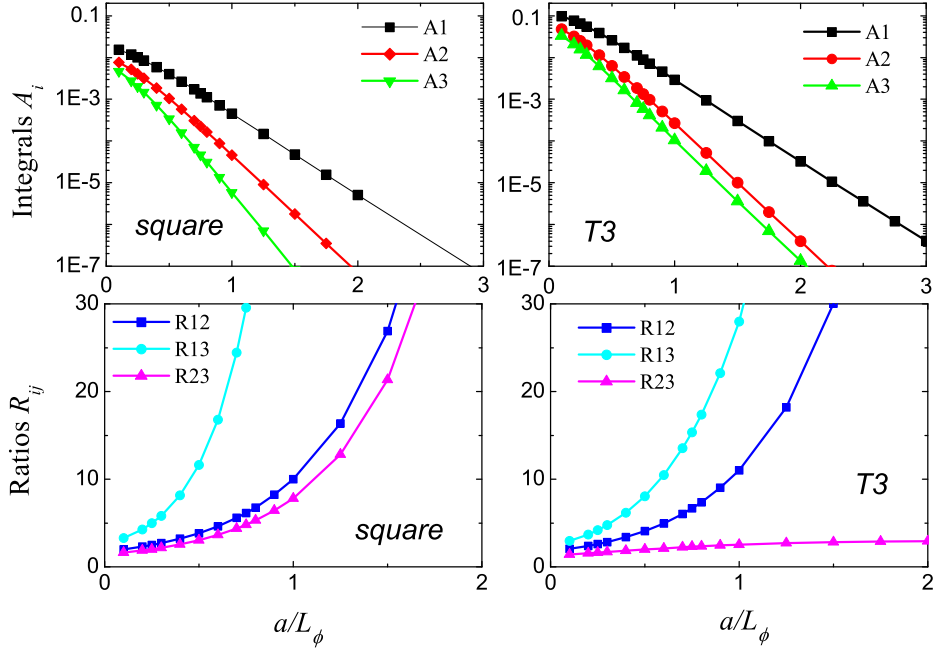 0.1
1E-3
1E-5
1E-7
Integrals A_i
A1
A2
A3
square
0 1 2 3
0.1
1E-3
1E-5
1E-7
A1
A2
A3
T3
0 1 2 3
30
20
10
0
Ratios R_ij
R12
R13
R23
square
0 1 2
a/L_ϕ
30
20
10
0
R12
R13
R23
T3
0 1 2
a/L_ϕ